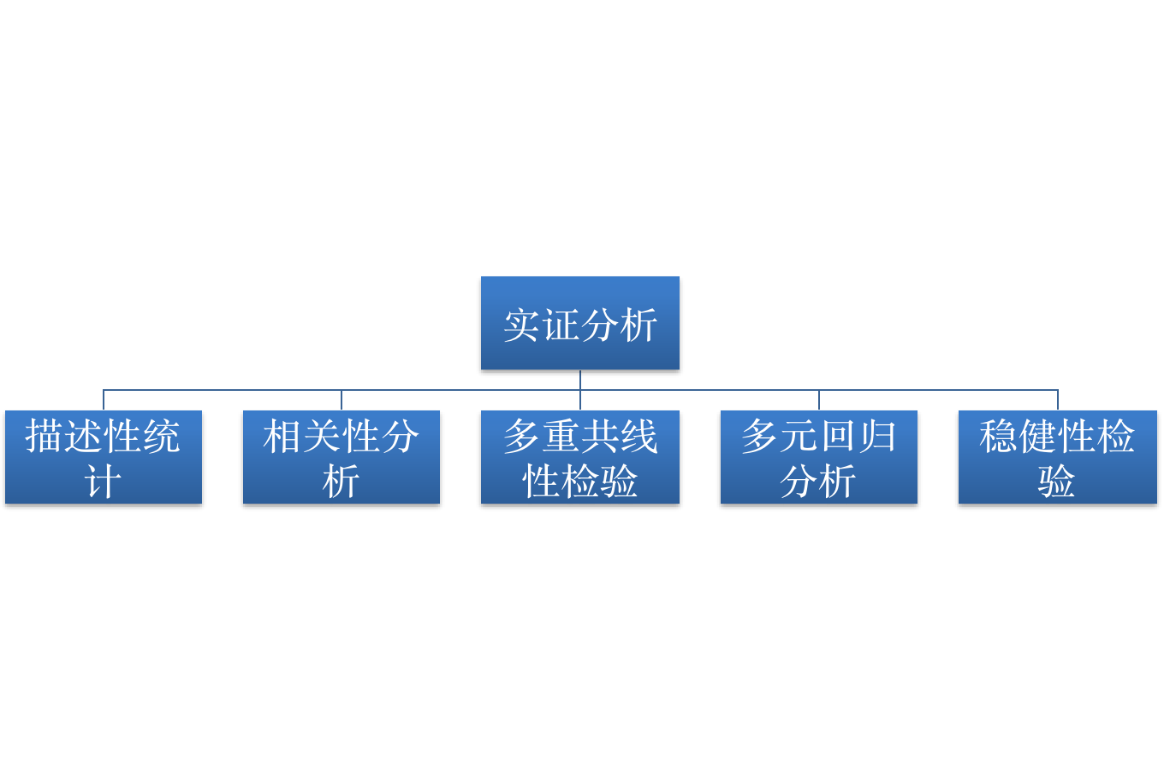 实证分析
描述性统
计
相关性分
析
多重共线
性检验
多元回归
分析
稳健性检
验